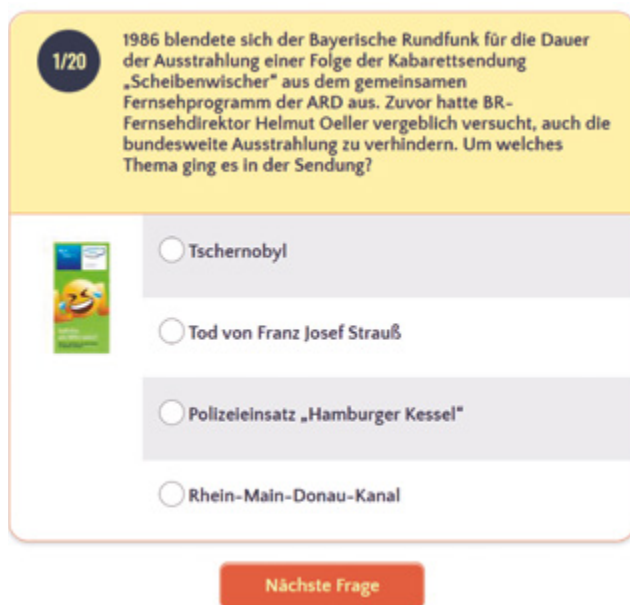 1/20
1986 blendete sich der Bayerische Rundfunk für die Dauer
der Ausstrahlung einer Folge der Kabarettsendung
„Scheibenwischer“ aus dem gemeinsamen
Fernsehprogramm der ARD aus. Zuvor hatte BR-
Fernsehdirektor Helmut Oeller vergeblich versucht, auch die
bundesweite Ausstrahlung zu verhindern. Um welches
Thema ging es in der Sendung?
Tschernobyl
Tod von Franz Josef Strauß
Polizeieinsatz „Hamburger Kessel“
Rhein-Main-Donau-Kanal
Nächste Frage